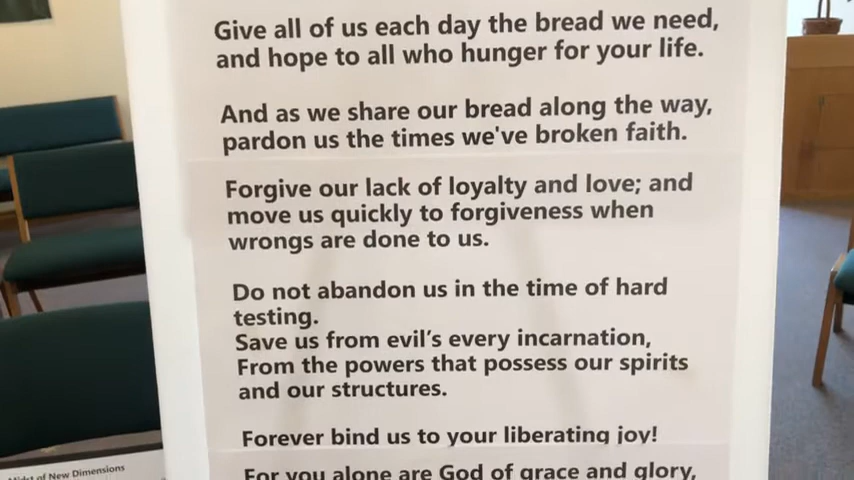 Give all of us each day the bread we need,
and hope to all who hunger for your life.
And as we share our bread along the way,
pardon us the times we've broken faith.
Forgive our lack of loyalty and love; and
move us quickly to forgiveness when
wrongs are done to us.
Do not abandon us in the time of hard
testing.
Save us from evil’s every incarnation,
From the powers that possess our spirits
and our structures.
Forever bind us to your liberating joy!
For you alone are God of grace and glory,
Midst of New Dimensions